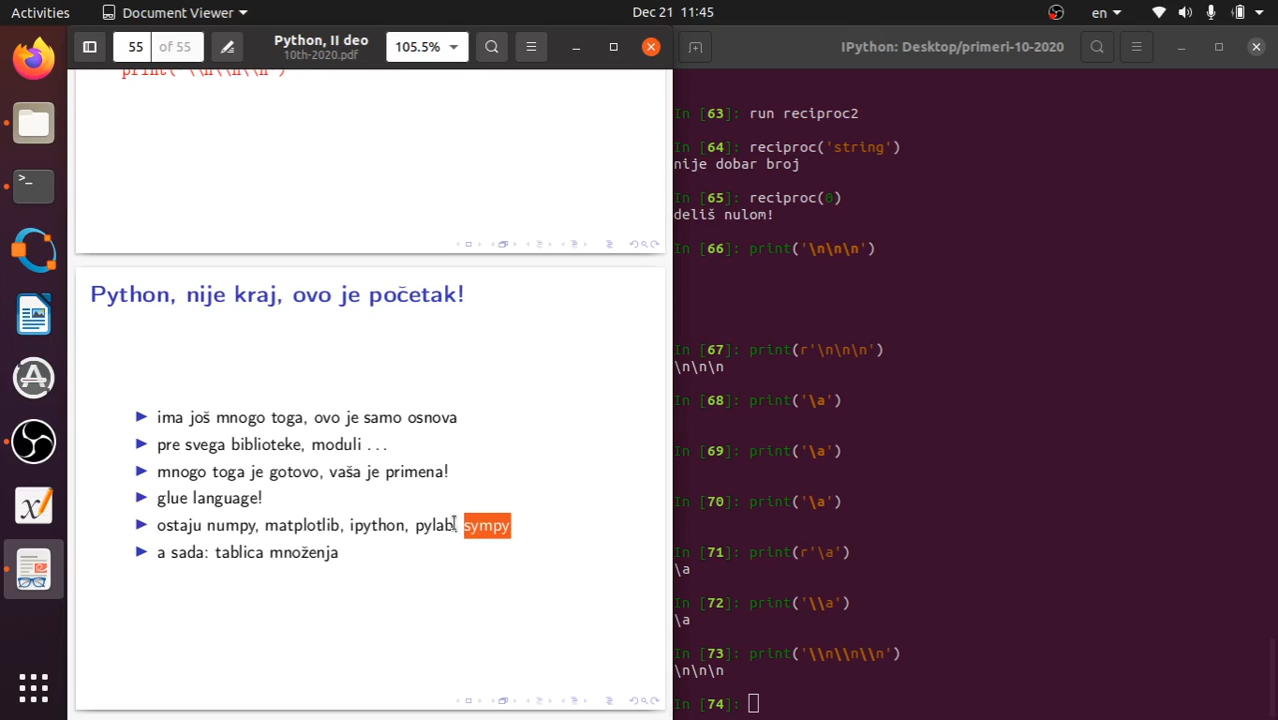 Activities
Document Viewer
Dec 21 11:45
en
55 of 55
Python, II deo
10th-2020.pdf
105.5%
print('\\n\\n\\n')
Python, nije kraj, ovo je početak!
ima još mnogo toga, ovo je samo osnova
pre svega biblioteke, moduli . . .
mnogo toga je gotovo, vaša je primena!
glue language!
ostaju numpy, matplotlib, ipython, pylab, sympy
a sada: tablica množenja
IPython: Desktop/primeri-10-2020
In [63]: run reciproc2
In [64]: reciproc('string')
nije dobar broj
In [65]: reciproc(0)
deliš nulom!
In [66]: print('\n\n\n')
In [67]: print(r'\n\n\n')
\n\n\n
In [68]: print('\a')
In [69]: print('\a')
In [70]: print('\a')
In [71]: print(r'\a')
\a
In [72]: print('\\a')
\a
In [73]: print('\\n\\n\\n')
\n\n\n
In [74]: